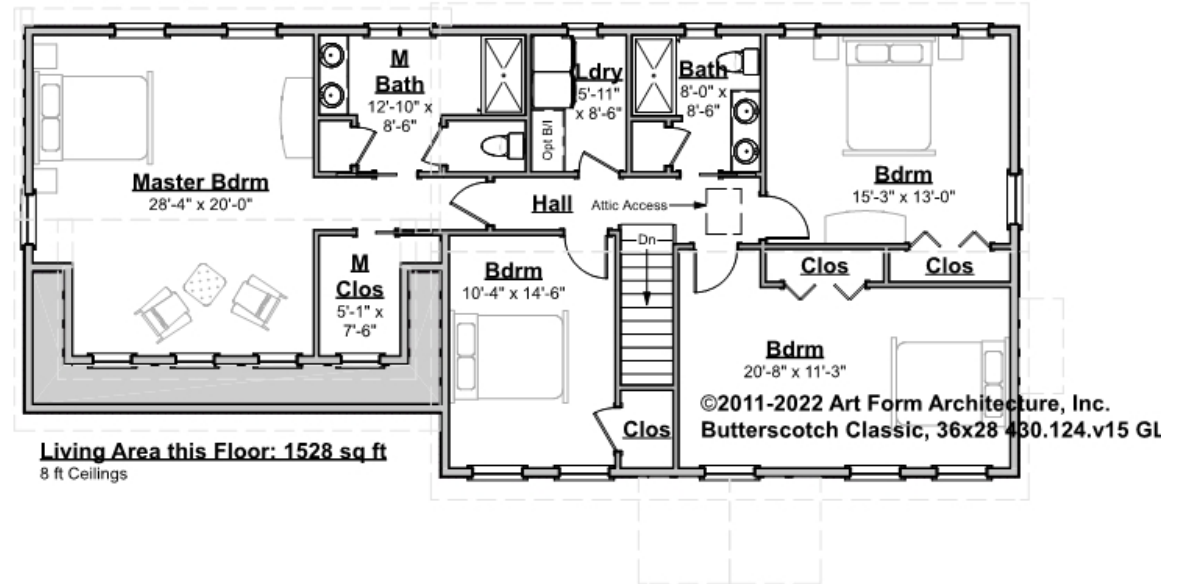 M
Bath
12'-10" x
8'-6"
Ldry
5'-11"
x 8'-6"
Opt B/I
Bath
8'-0" x
8'-6"
Master Bdrm
28'-4" x 20'-0"
Hall
Attic Access
Bdrm
15'-3" x 13'-0"
Dn
M
Clos
5'-1" x
7'-6"
Bdrm
10'-4" x 14'-6"
Clos
Clos
Bdrm
20'-8" x 11'-3"
Clos
©2011-2022 Art Form Architecture, Inc.
Butterscotch Classic, 36x28 430.124.v15 GL
Living Area this Floor: 1528 sq ft
8 ft Ceilings